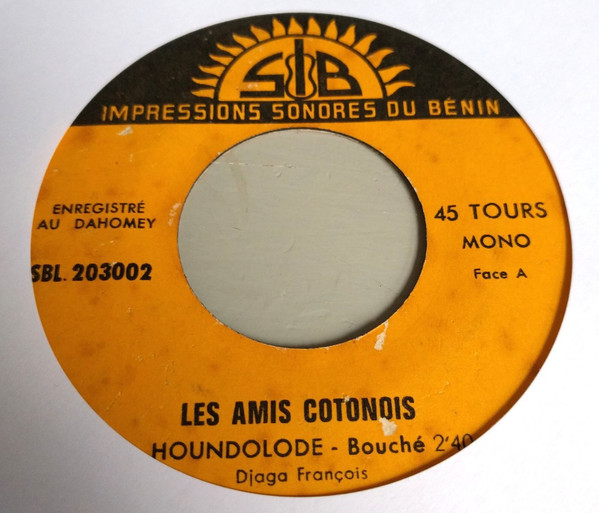 SIB
IMPRESSIONS SONORES DU BÉNIN
ENREGISTRÉ
AU DAHOMEY
SBL. 203002
45 TOURS
MONO
Face A
LES AMIS COTONOIS
HOUNDOLODE - Bouché 2'40
Djaga François